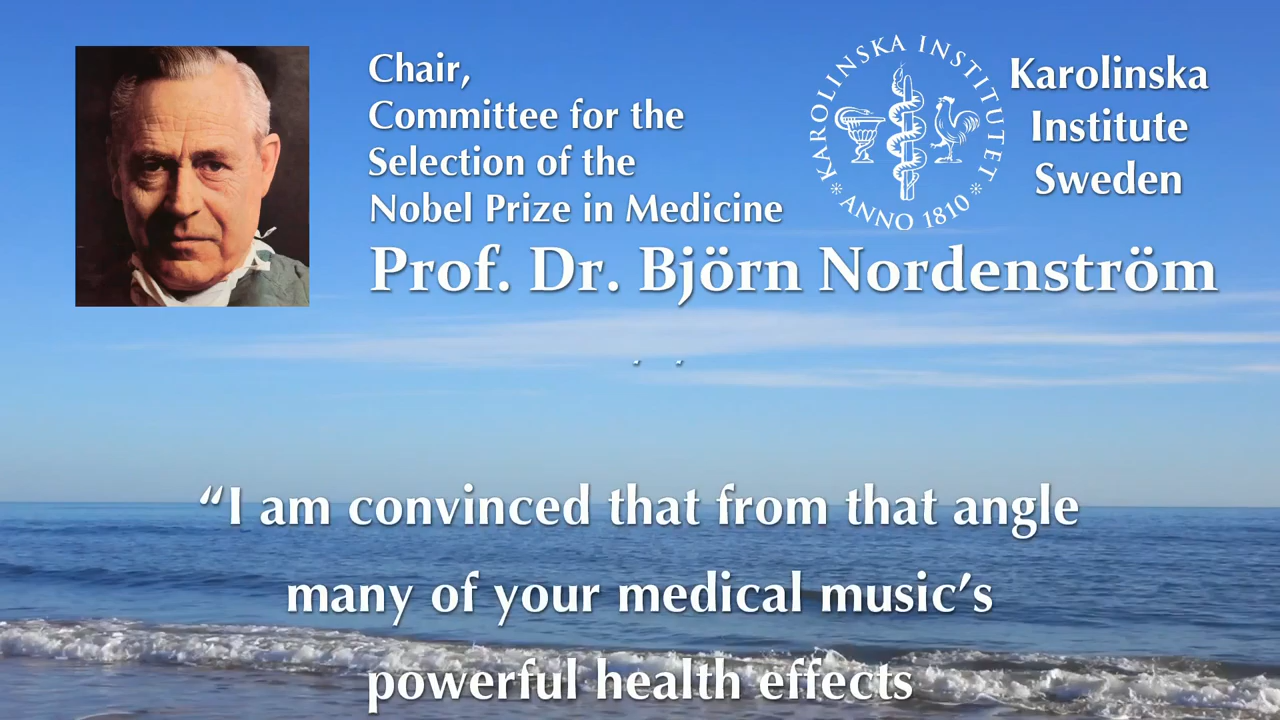 Chair,
Committee for the
Selection of the
Nobel Prize in Medicine
KAROLINSKA INSTITUTET
ANNO 1810
Karolinska
Institute
Sweden
Prof. Dr. Björn Nordenström
“I am convinced that from that angle
many of your medical music’s
powerful health effects